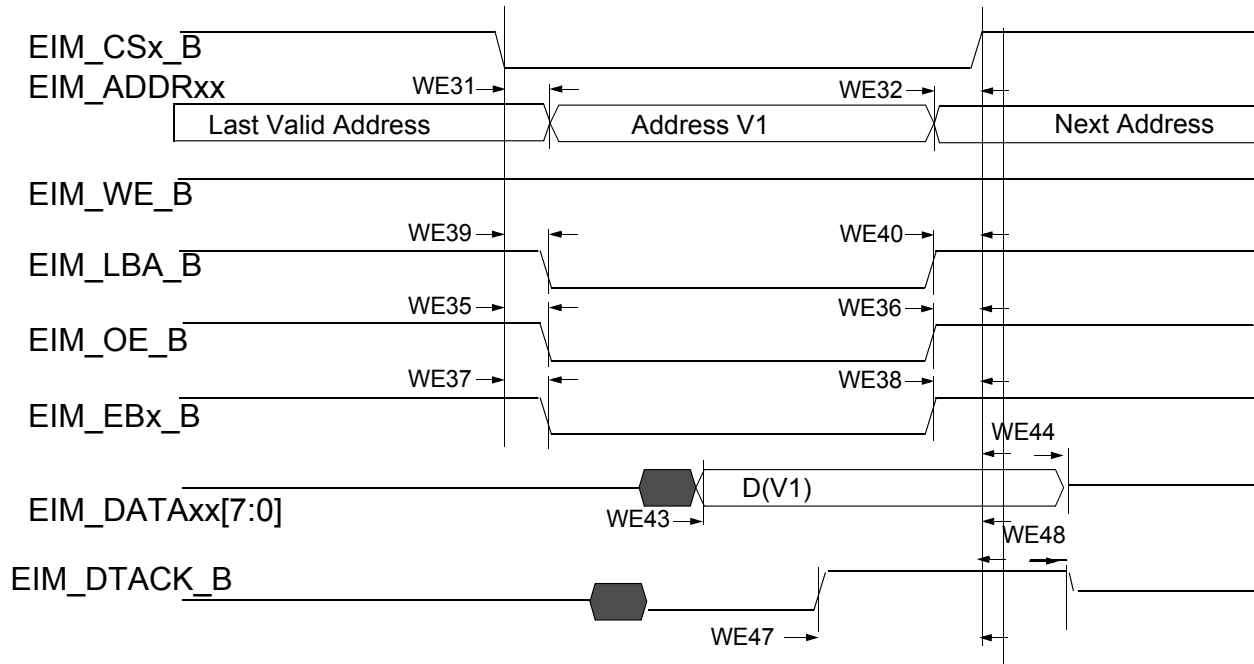 EIM_CSx_B
EIM_ADDRxx
WE31
WE32
Last Valid Address
Address V1
Next Address
EIM_WE_B
WE39
WE40
EIM_LBA_B
WE35
WE36
EIM_OE_B
WE37
WE38
EIM_EBx_B
WE44
D(V1)
EIM_DATAxx[7:0]
WE43
WE48
EIM_DTACK_B
WE47